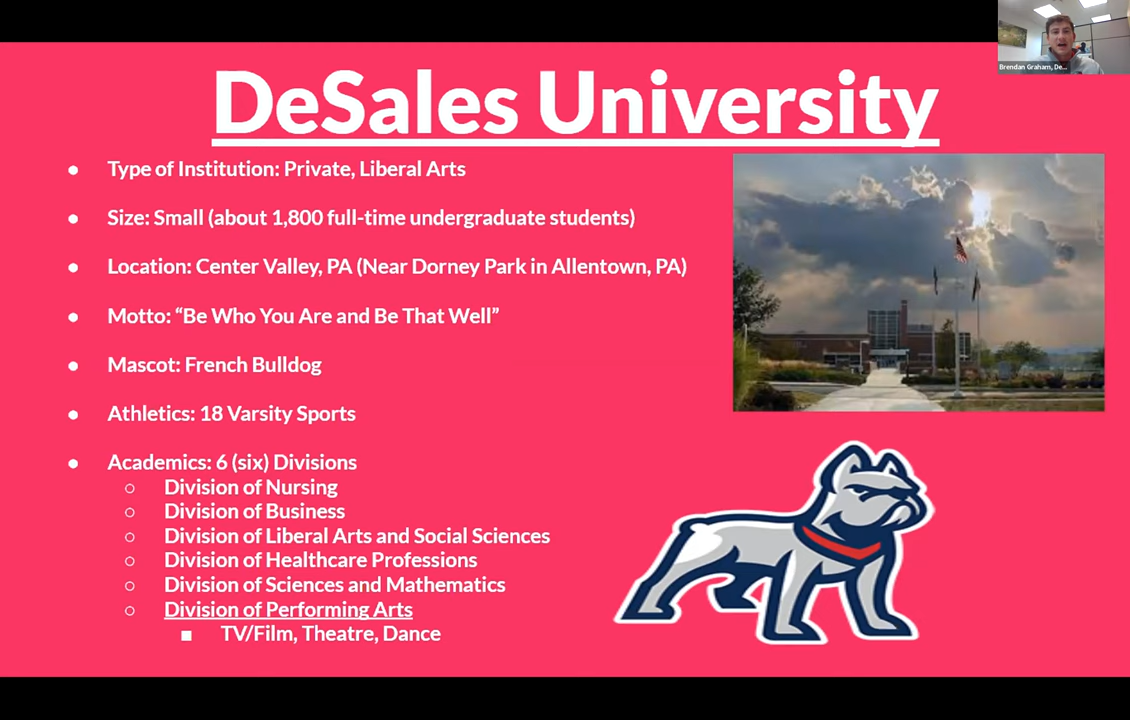 Brendan Graham, De...
DeSales University
● Type of Institution: Private, Liberal Arts
● Size: Small (about 1,800 full-time undergraduate students)
● Location: Center Valley, PA (Near Dorney Park in Allentown, PA)
● Motto: “Be Who You Are and Be That Well”
● Mascot: French Bulldog
● Athletics: 18 Varsity Sports
● Academics: 6 (six) Divisions
○ Division of Nursing
○ Division of Business
○ Division of Liberal Arts and Social Sciences
○ Division of Healthcare Professions
○ Division of Sciences and Mathematics
○ Division of Performing Arts
■ TV/Film, Theatre, Dance